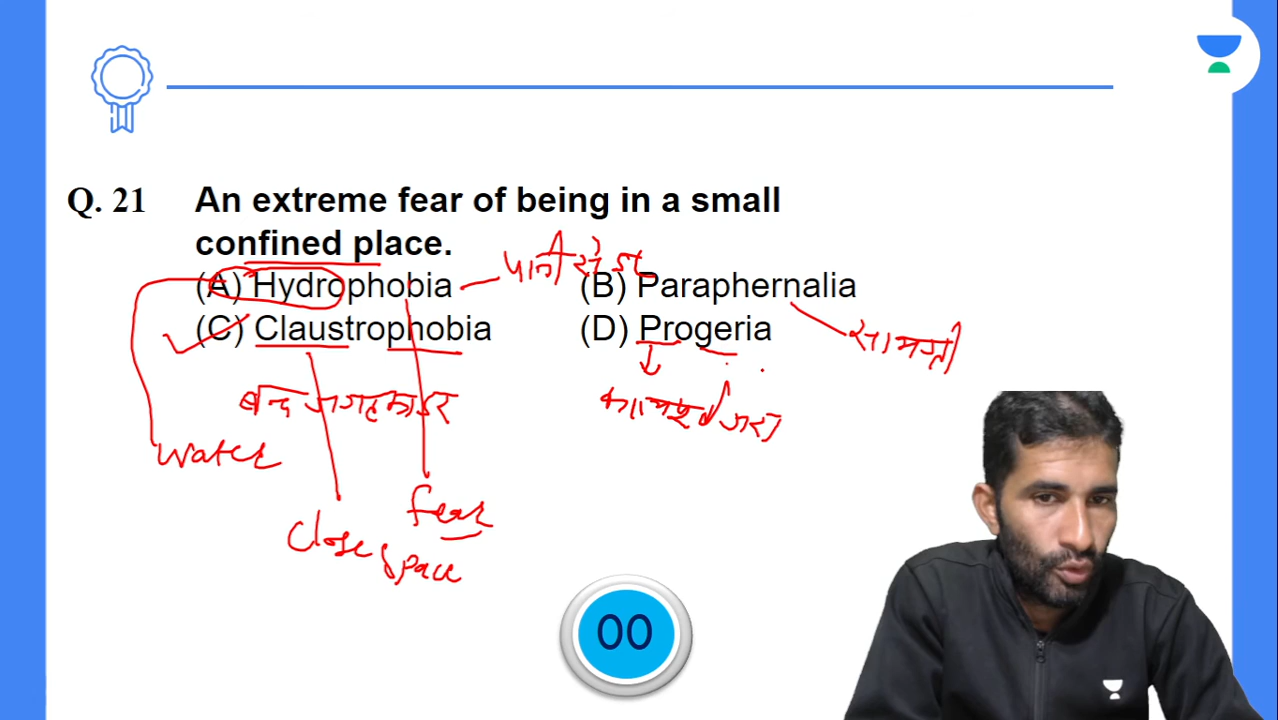 Q. 21 An extreme fear of being in a small
confined place.
(A) Hydrophobia पानी से डर (B) Paraphernalia
(C) Claustrophobia (D) Progeria सामग्री
बन्द जगह का डर
water
fear
close space
00